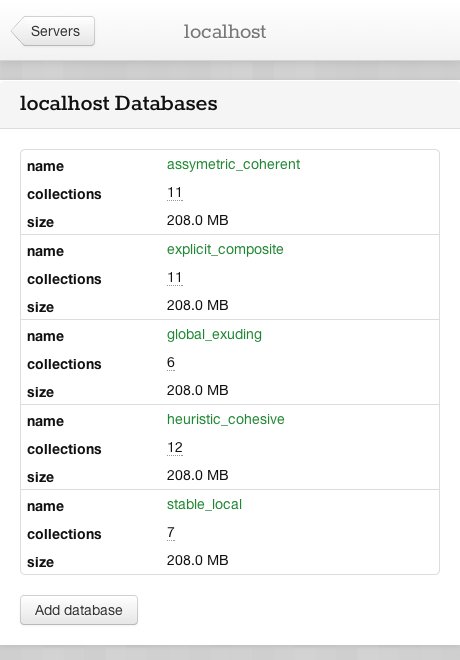 Servers
localhost
localhost Databases
name assymetric_coherent
collections 11
size 208.0 MB
name explicit_composite
collections 11
size 208.0 MB
name global_exuding
collections 6
size 208.0 MB
name heuristic_cohesive
collections 12
size 208.0 MB
name stable_local
collections 7
size 208.0 MB
Add database